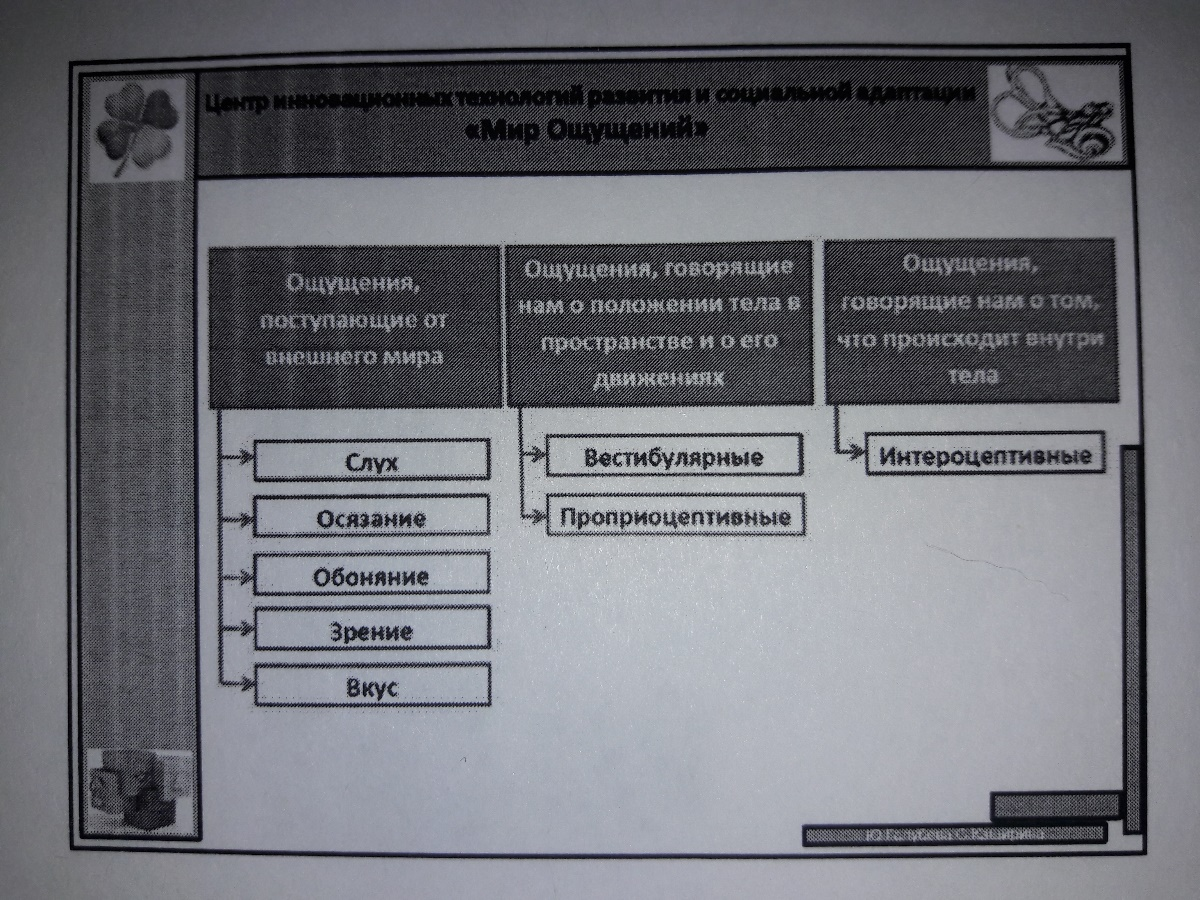 Центр инновационных технологий развития и социальной адаптации
«Мир Ощущений»
Ощущения,
поступающие от
внешнего мира
Слух
Осязание
Обоняние
Зрение
Вкус
Ощущения, говорящие
нам о положении тела в
пространстве и о его
движениях
Вестибулярные
Проприоцептивные
Ощущения,
говорящие нам о том,
что происходит внутри
тела
Интероцептивные